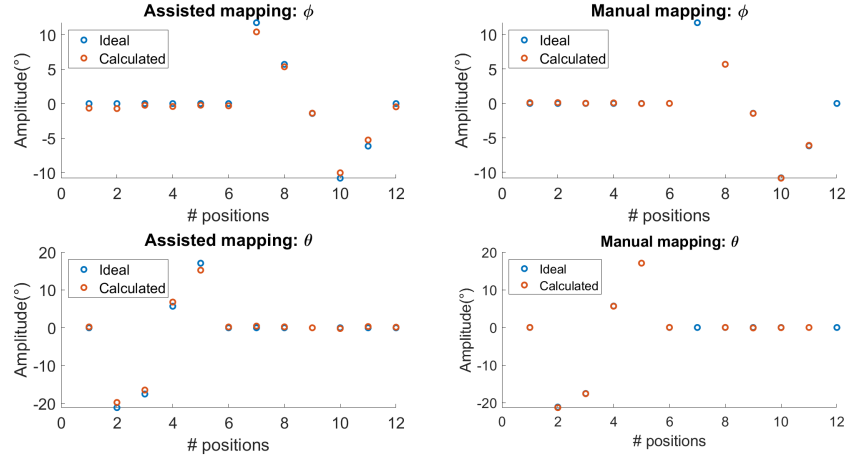 Assisted mapping: ϕ
Amplitude(°)
10
5
0
-5
-10
Ideal
Calculated
0 2 4 6 8 10 12
# positions
Manual mapping: ϕ
Amplitude(°)
10
5
0
-5
-10
Ideal
Calculated
0 2 4 6 8 10 12
# positions
Assisted mapping: θ
Amplitude(°)
20
10
0
-10
-20
Ideal
Calculated
0 2 4 6 8 10 12
# positions
Manual mapping: θ
Amplitude(°)
20
10
0
-10
-20
Ideal
Calculated
0 2 4 6 8 10 12
# positions